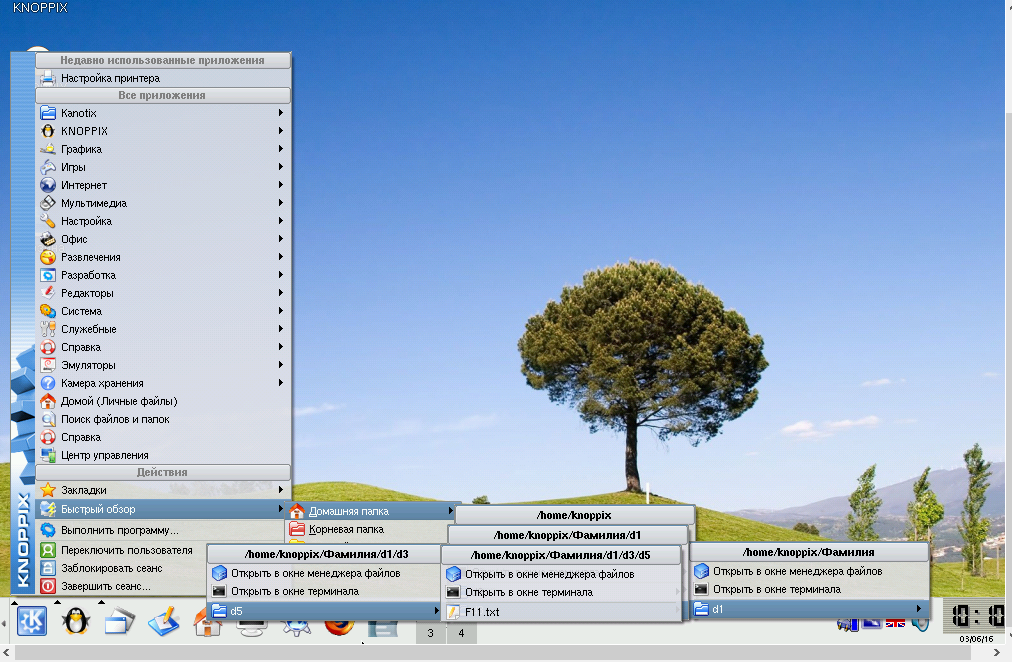 KNOPPIX
Недавно использованные приложения
Настройка принтера
Все приложения
Kanotix
KNOPPIX
Графика
Игры
Интернет
Мультимедиа
Настройка
Офис
Развлечения
Разработка
Редакторы
Система
Служебные
Справка
Эмуляторы
Камера хранения
Домой (Личные файлы)
Поиск файлов и папок
Справка
Центр управления
Действия
Закладки
Быстрый обзор
Выполнить программу...
Переключить пользователя
Заблокировать сеанс
Завершить сеанс...
KNOPPIX
Домашняя папка
Корневая папка
/home/knoppix
/home/knoppix/Фамилия/d1
/home/knoppix/Фамилия/d1/d3
Открыть в окне менеджера файлов
Открыть в окне терминала
d5
/home/knoppix/Фамилия/d1/d3/d5
Открыть в окне менеджера файлов
Открыть в окне терминала
F11.txt
/home/knoppix/Фамилия
Открыть в окне менеджера файлов
Открыть в окне терминала
d1
3 4
10:10
03/06/16